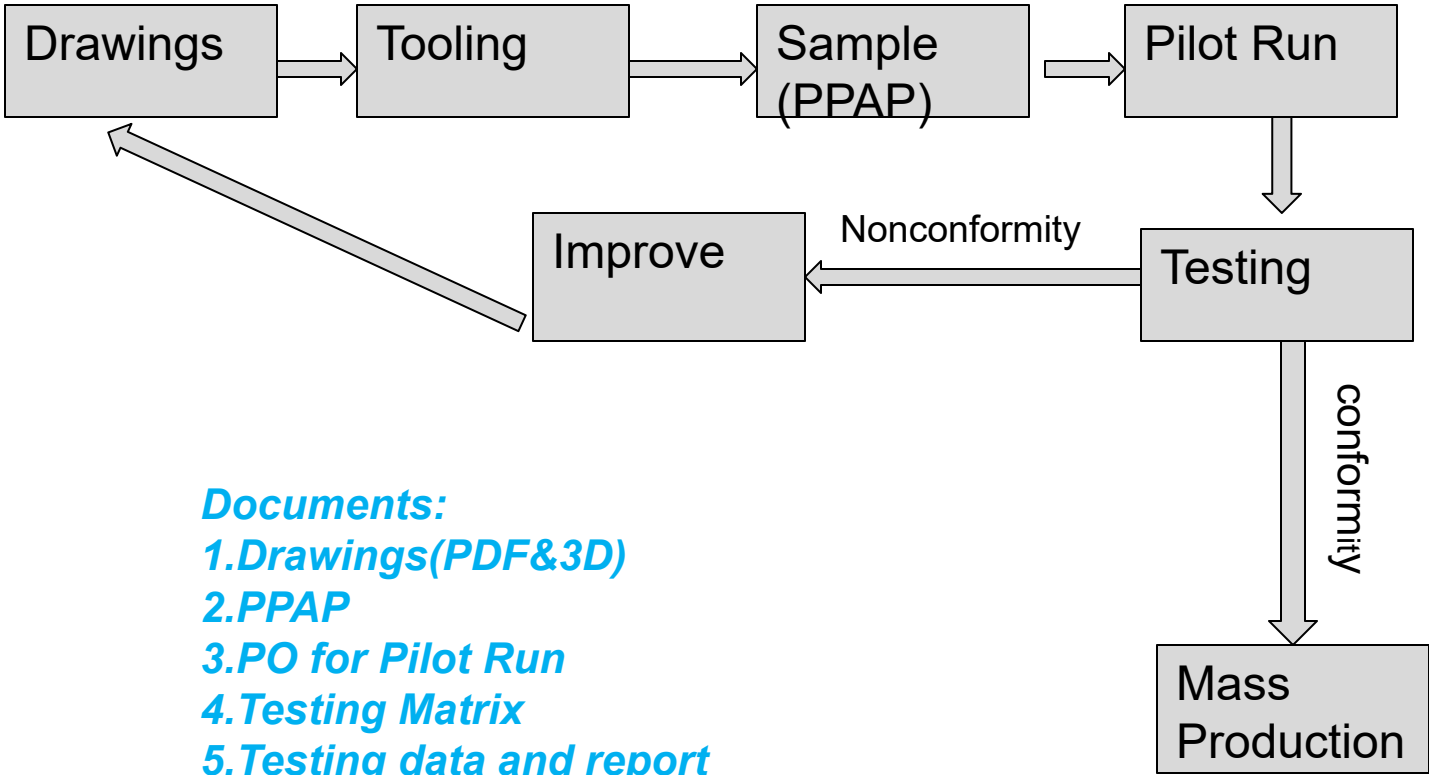 Drawings
Tooling
Sample
(PPAP)
Pilot Run
Improve
Nonconformity
Testing
conformity
Documents:
1.Drawings(PDF&3D)
2.PPAP
3.PO for Pilot Run
4.Testing Matrix
5.Testing data and report
Mass
Production